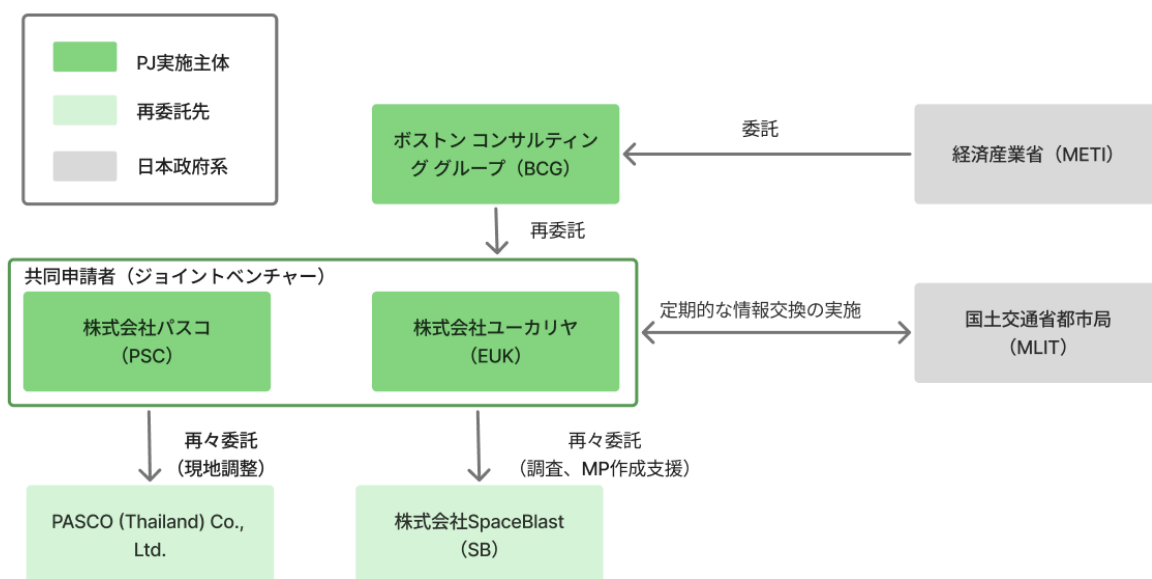 PJ実施主体
再委託先
日本政府系
ボストン コンサルティン
グ グループ（BCG）
委託
経済産業省（METI）
再委託
共同申請者（ジョイントベンチャー）
株式会社パスコ
（PSC）
株式会社ユーカリヤ
（EUK）
定期的な情報交換の実施
国土交通省都市局
（MLIT）
再々委託
（現地調整）
再々委託
（調査、MP作成支援）
PASCO (Thailand) Co.,
Ltd.
株式会社SpaceBlast
（SB）